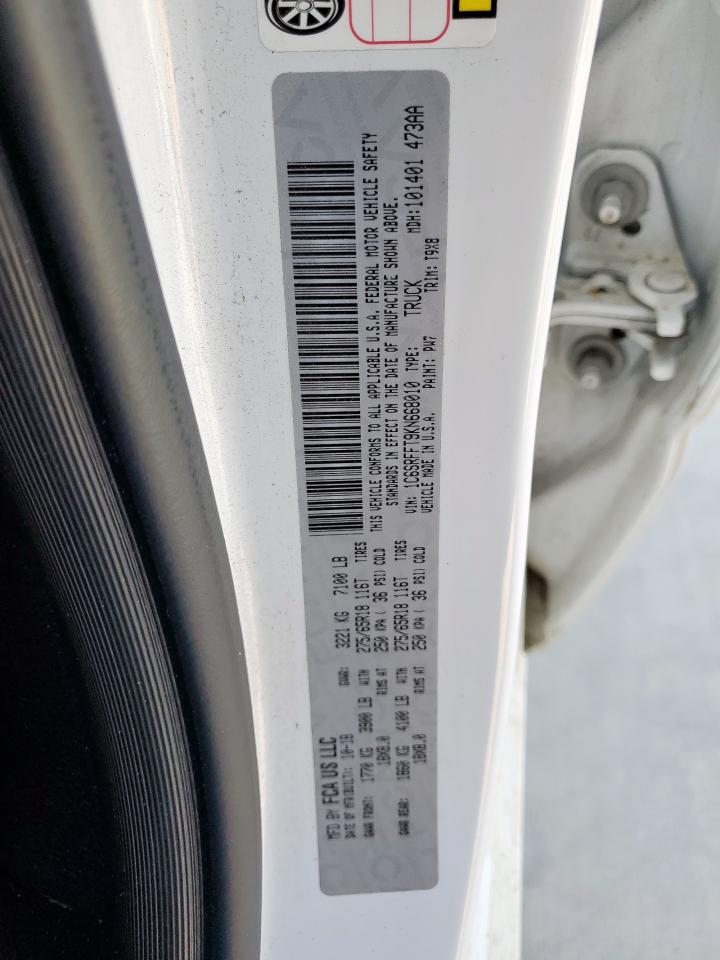 MFD BY FCA US LLC
DATE OF MFR(BUILT): 10-18 GVWR: 3221 KG 7100 LB
GAWR FRONT: 1770 KG 3900 LB WITH 275/65R18 116T TIRES
18X8.0 RIMS AT 250 KPA ( 36 PSI) COLD
GAWR REAR: 1860 KG 4100 LB WITH 275/65R18 116T TIRES
18X8.0 RIMS AT 250 KPA ( 36 PSI) COLD
THIS VEHICLE CONFORMS TO ALL APPLICABLE U.S.A. FEDERAL MOTOR VEHICLE SAFETY
STANDARDS IN EFFECT ON THE DATE OF MANUFACTURE SHOWN ABOVE.
VIN: 1C6SRFFT9KN668010 TYPE: TRUCK MDH:101401 473AA
VEHICLE MADE IN U.S.A. PAINT: PW7 TRIM: T9X8